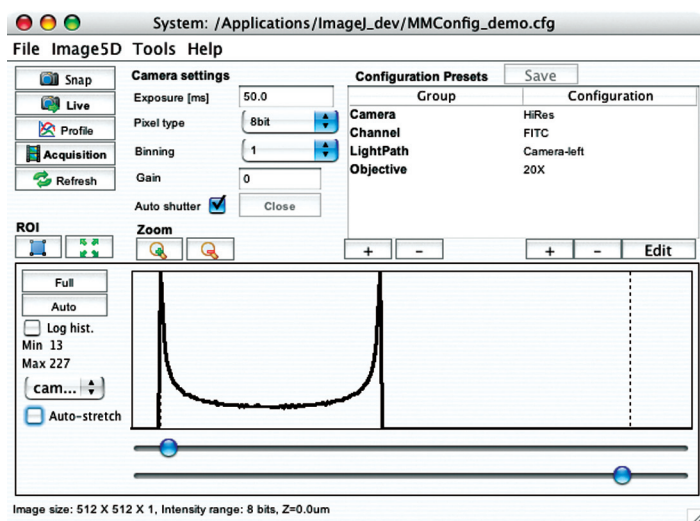 System: /Applications/ImageJ_dev/MMConfig_demo.cfg
File Image5D Tools Help
Snap
Live
Profile
Acquisition
Refresh
Camera settings
Exposure [ms] 50.0
Pixel type 8bit
Binning 1
Gain 0
Auto shutter Close
Configuration Presets Save
Group Configuration
Camera HiRes
Channel FITC
LightPath Camera-left
Objective 20X
ROI
Zoom
+ - + - Edit
Full
Auto
Log hist.
Min 13
Max 227
cam...
Auto-stretch
Image size: 512 X 512 X 1, Intensity range: 8 bits, Z=0.0um